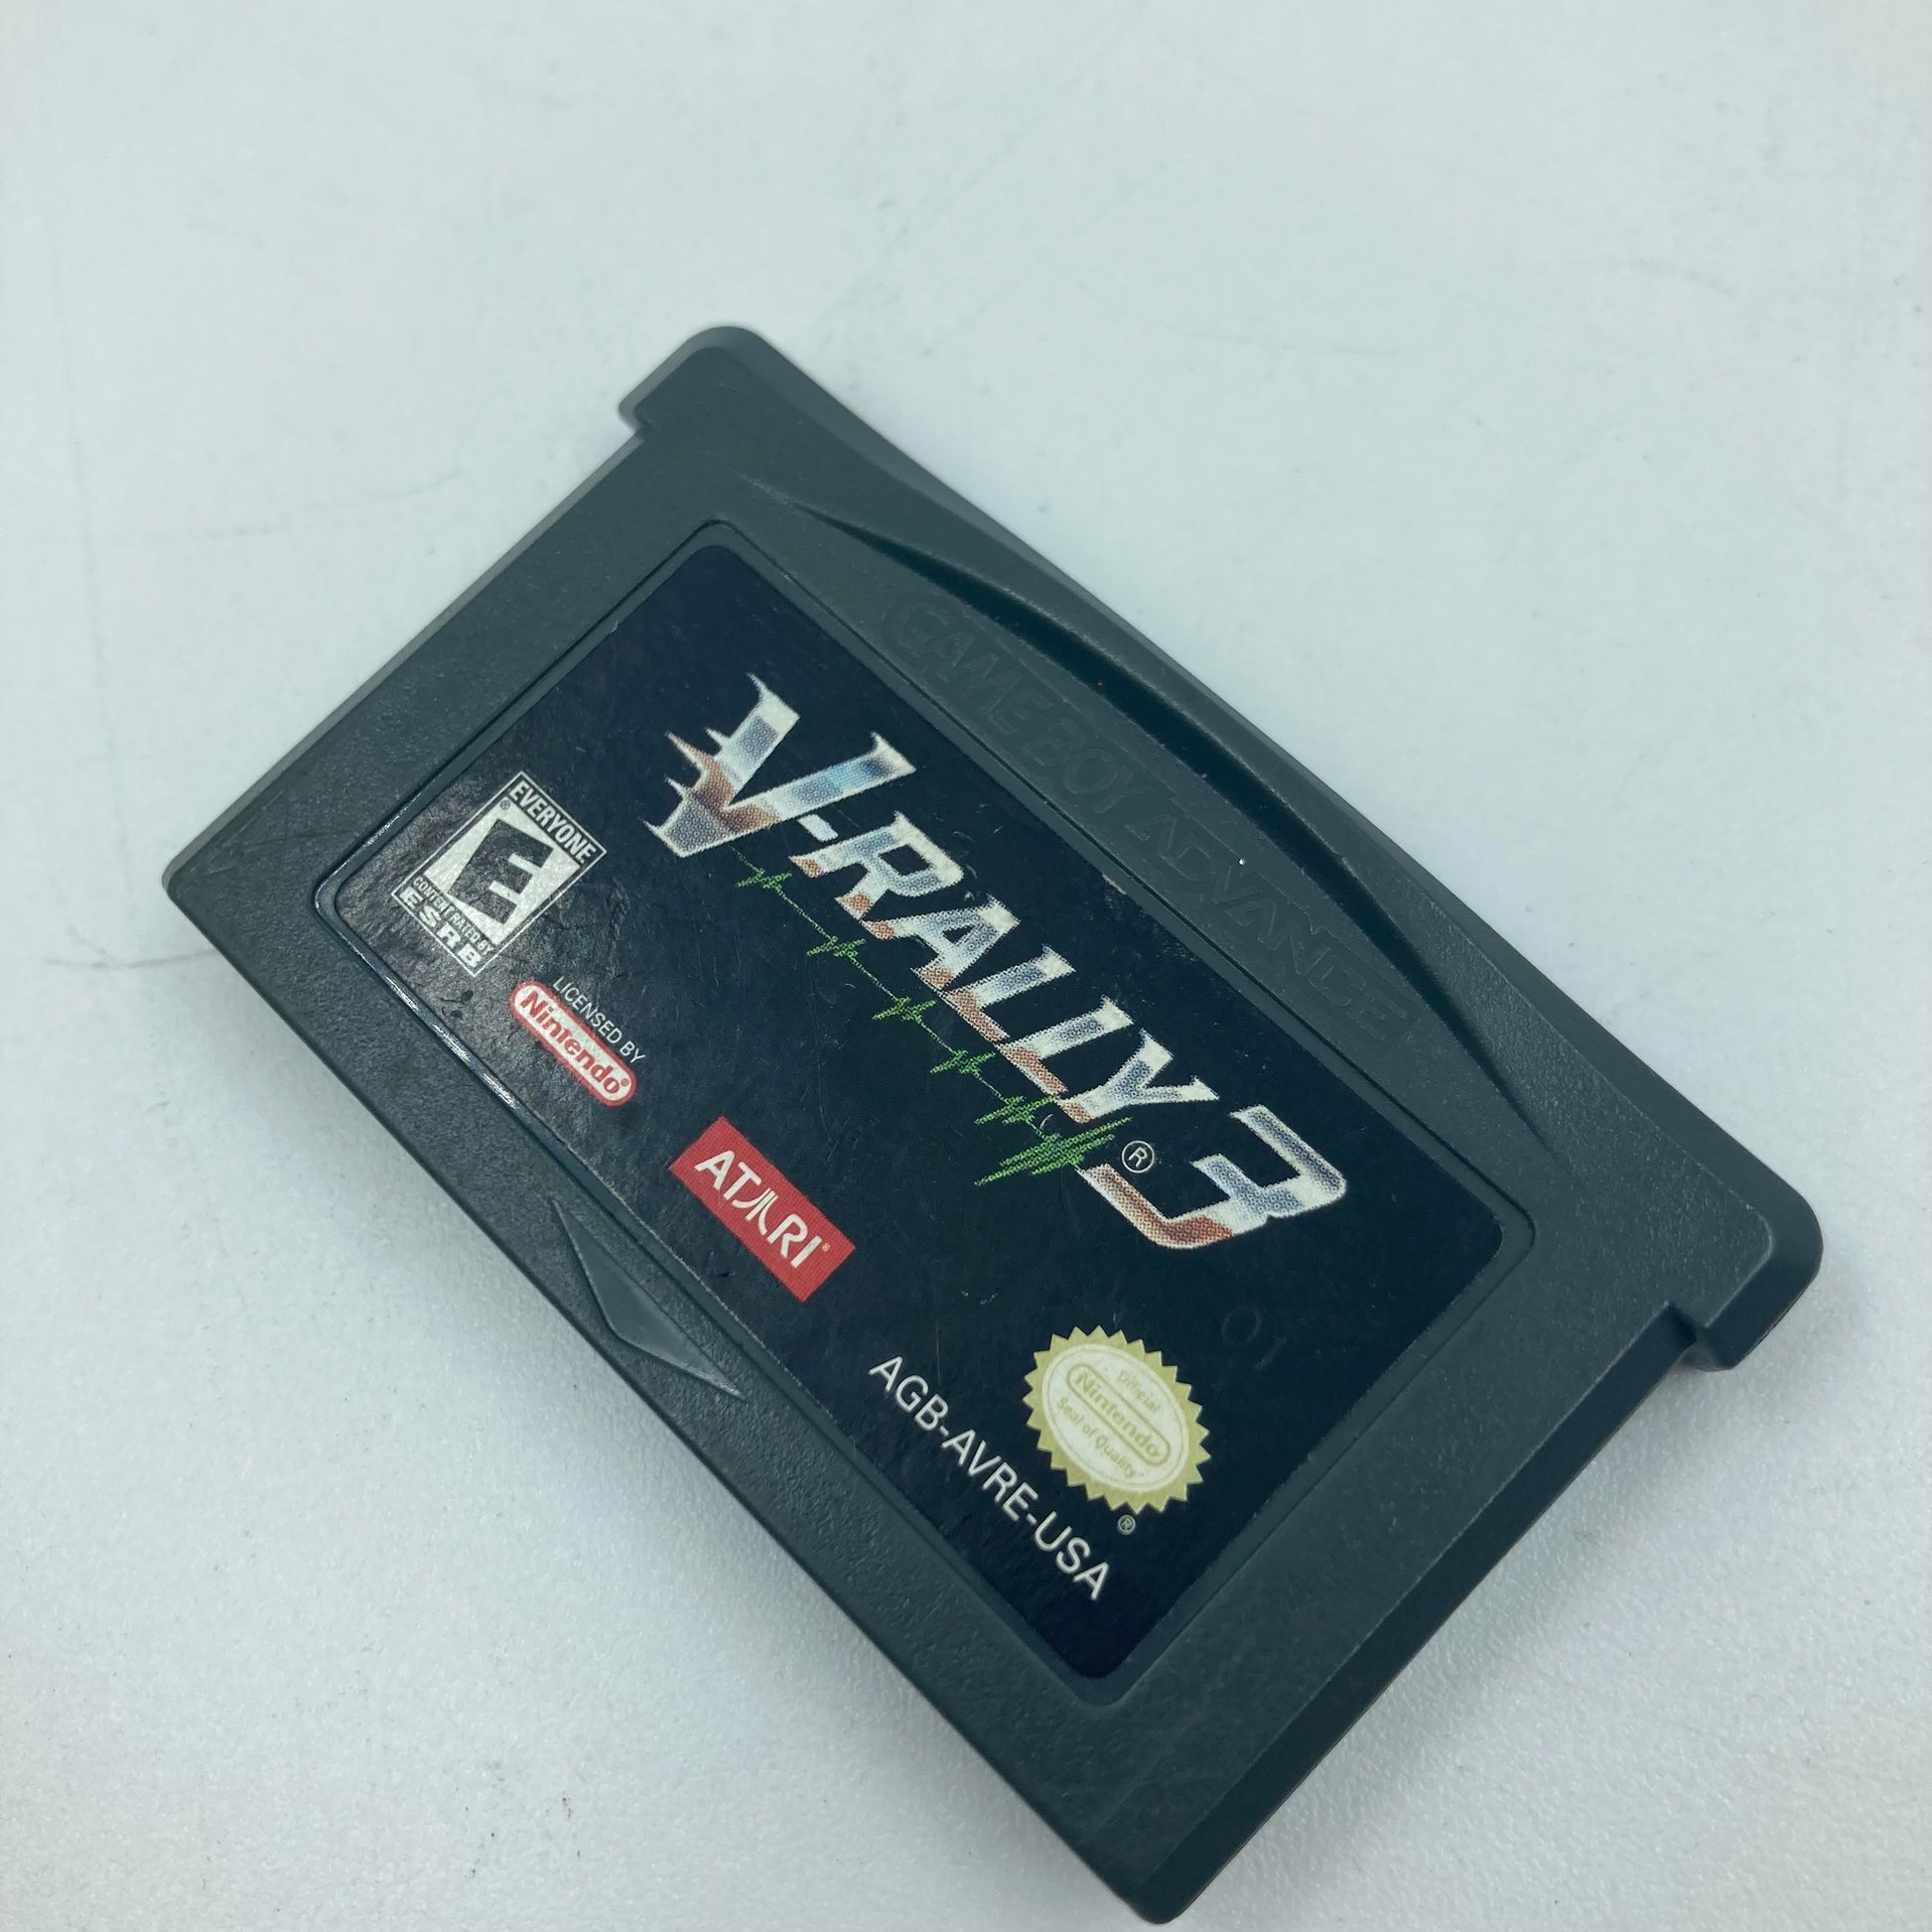 GAME BOY ADVANCE
V-RALLY 3®
EVERYONE
E®
CONTENT RATED BY
ESRB
LICENSED BY
Nintendo®
ATARI®
Official
Nintendo
Seal of Quality
®
AGB-AVRE-USA
01